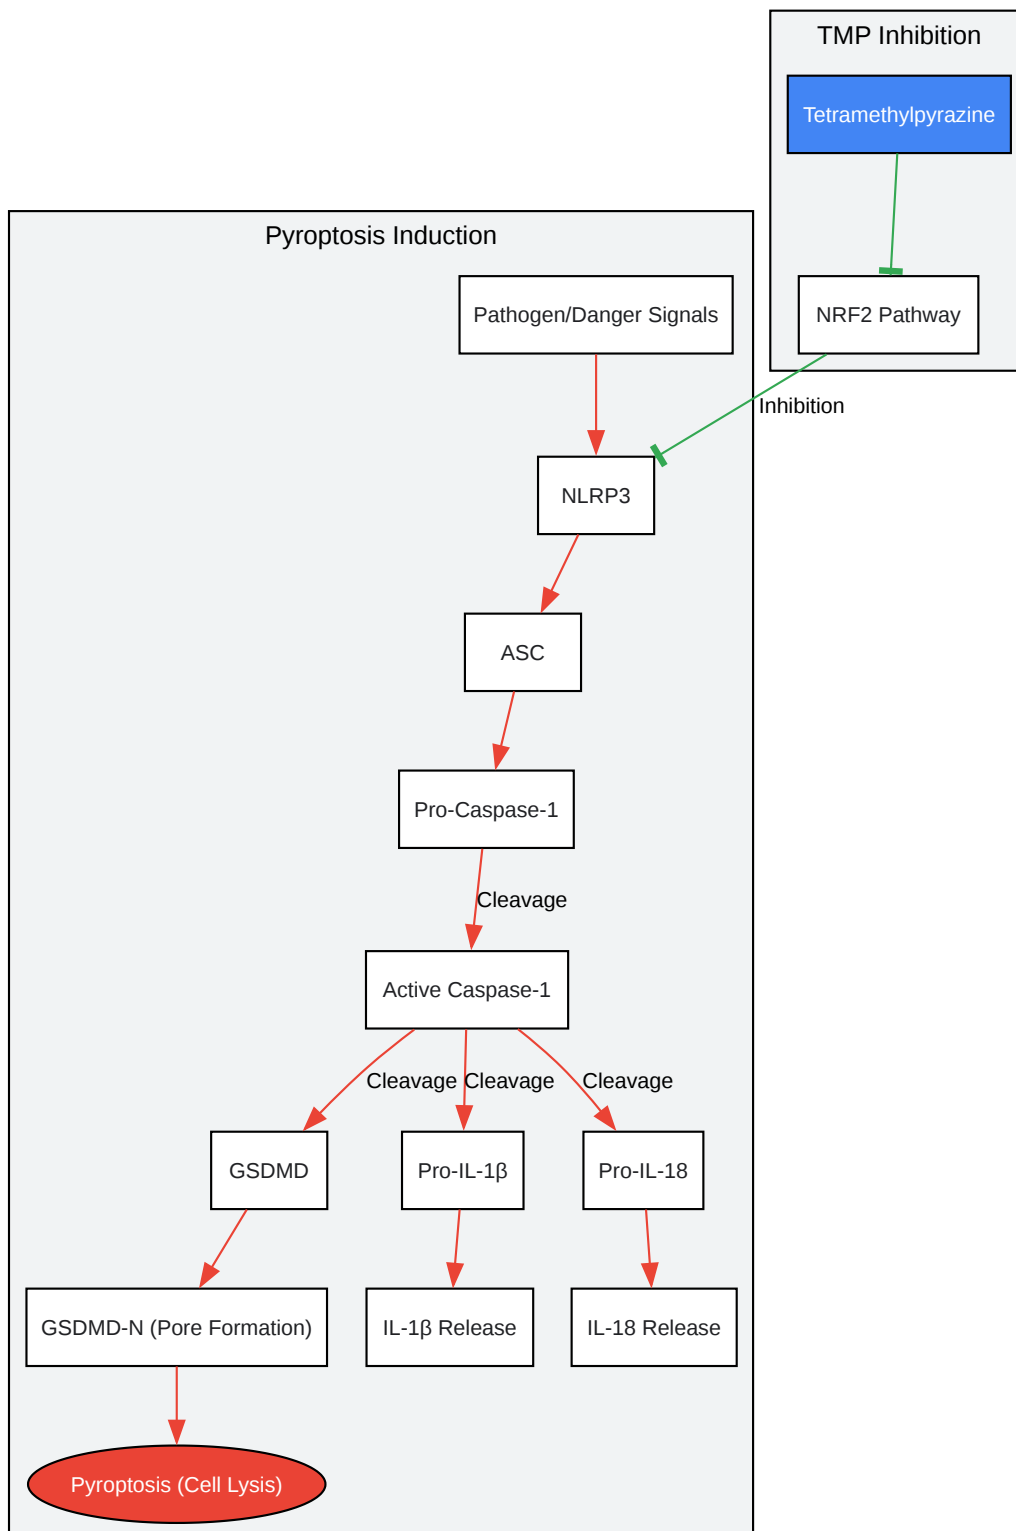 TMP Inhibition
Tetramethylpyrazine
Pyroptosis Induction
Pathogen/Danger Signals
NRF2 Pathway
Inhibition
NLRP3
ASC
Pro-Caspase-1
Cleavage
Active Caspase-1
Cleavage
Cleavage
Cleavage
GSDMD
Pro-IL-1β
Pro-IL-18
GSDMD-N (Pore Formation)
IL-1β Release
IL-18 Release
Pyroptosis (Cell Lysis)